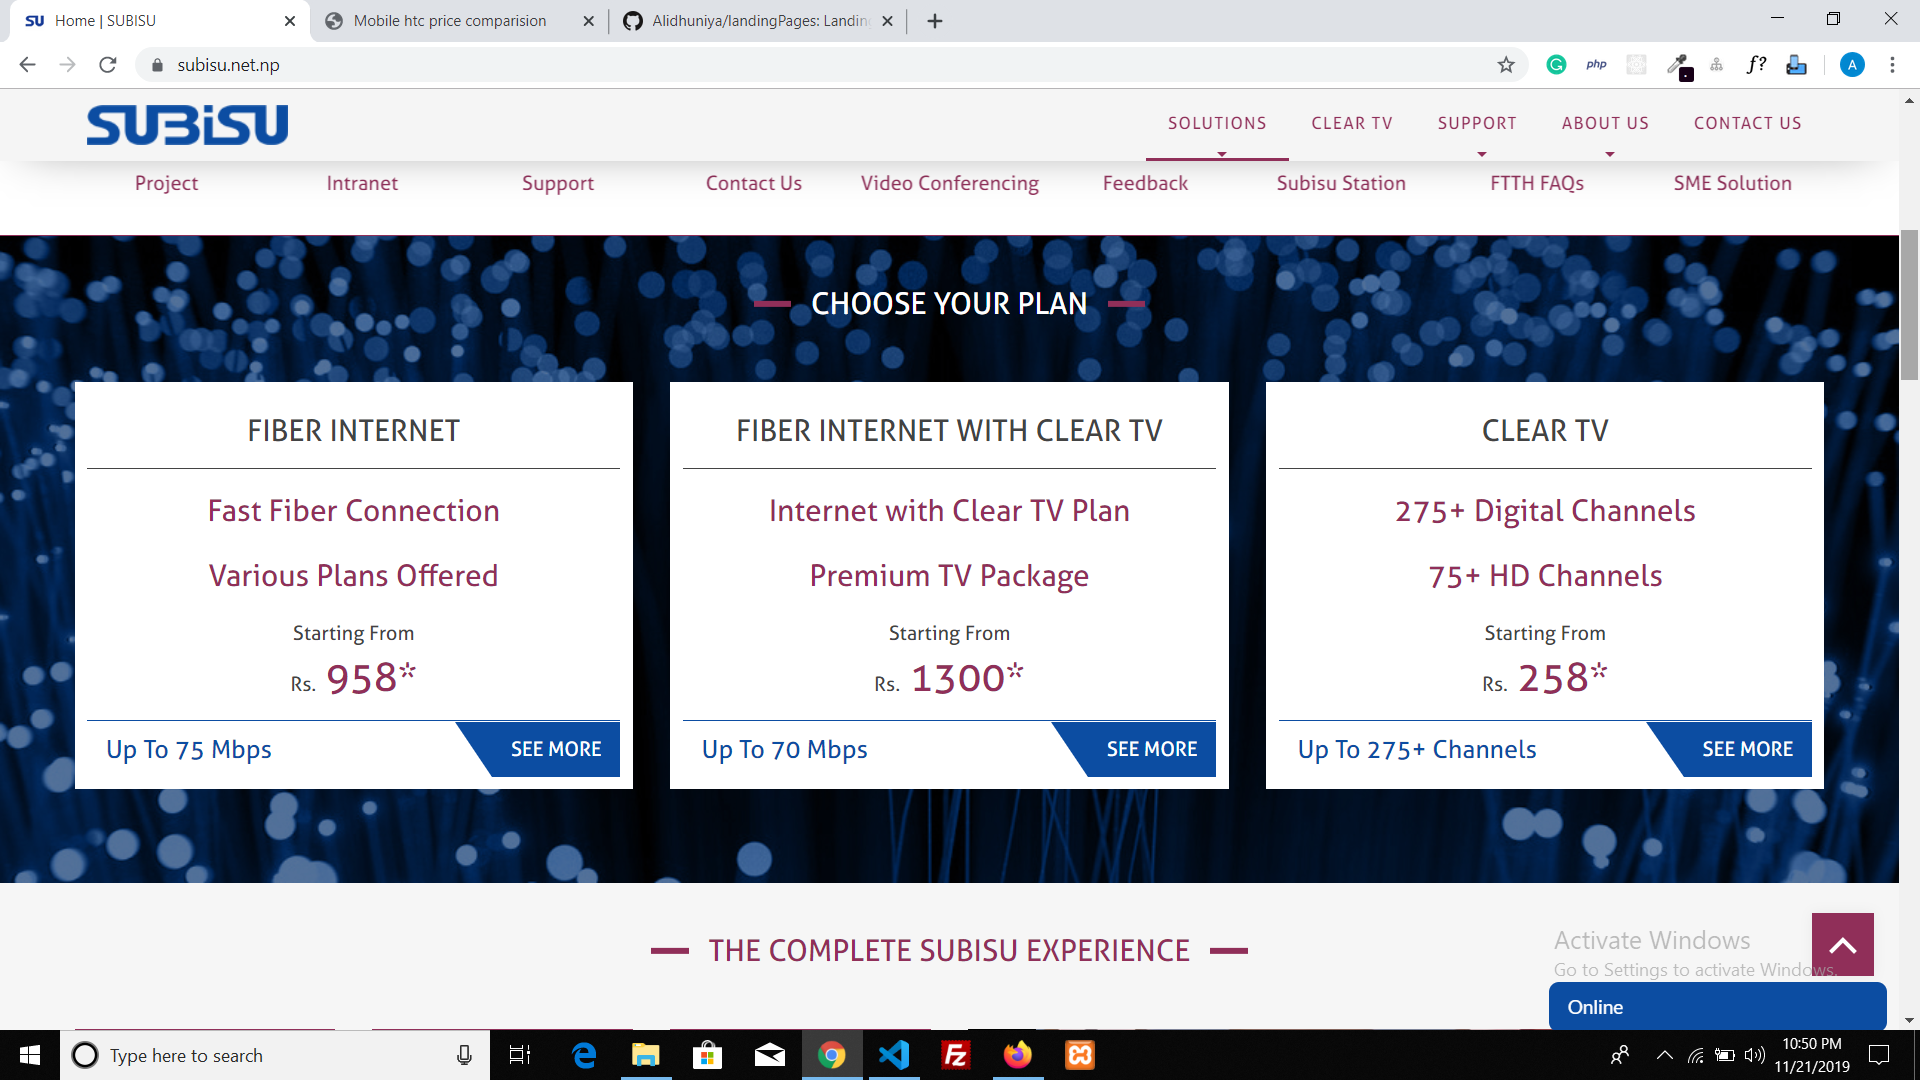 SU Home | SUBISU
Mobile htc price comparision
Alidhuniya/landingPages: Landin
subisu.net.np
php
f?
A
SUBISU
SOLUTIONS
CLEAR TV
SUPPORT
ABOUT US
CONTACT US
Project
Intranet
Support
Contact Us
Video Conferencing
Feedback
Subisu Station
FTTH FAQs
SME Solution
CHOOSE YOUR PLAN
FIBER INTERNET
Fast Fiber Connection
Various Plans Offered
Starting From
Rs. 958*
Up To 75 Mbps
SEE MORE
FIBER INTERNET WITH CLEAR TV
Internet with Clear TV Plan
Premium TV Package
Starting From
Rs. 1300*
Up To 70 Mbps
SEE MORE
CLEAR TV
275+ Digital Channels
75+ HD Channels
Starting From
Rs. 258*
Up To 275+ Channels
SEE MORE
THE COMPLETE SUBISU EXPERIENCE
Activate Windows
Go to Settings to activate Windows.
Online
Type here to search
Fz
10:50 PM
11/21/2019